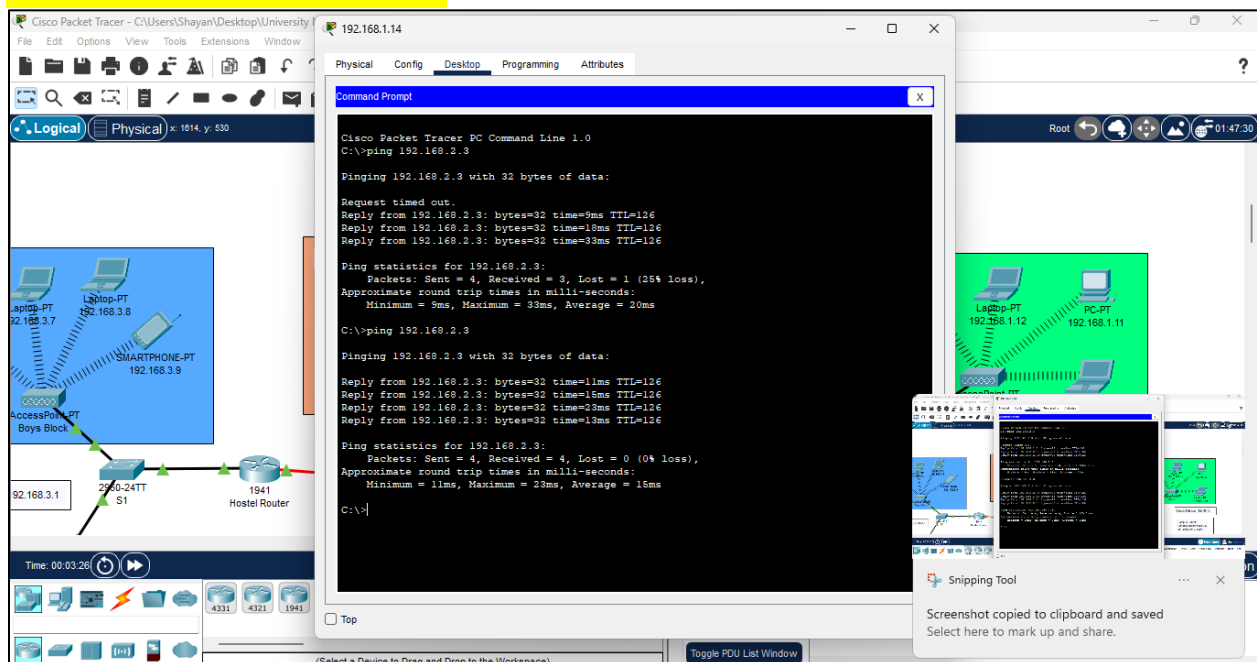 Cisco Packet Tracer - C:\Users\Shayan\Desktop\University
File Edit Options View Tools Extensions Window
Logical Physical x: 1614, y: 530
Root 01:47:30
192.168.1.14
Physical Config Desktop Programming Attributes
Command Prompt X
Cisco Packet Tracer PC Command Line 1.0
C:\>ping 192.168.2.3
Pinging 192.168.2.3 with 32 bytes of data:
Request timed out.
Reply from 192.168.2.3: bytes=32 time=9ms TTL=126
Reply from 192.168.2.3: bytes=32 time=18ms TTL=126
Reply from 192.168.2.3: bytes=32 time=33ms TTL=126
Ping statistics for 192.168.2.3:
Packets: Sent = 4, Received = 3, Lost = 1 (25% loss),
Approximate round trip times in milli-seconds:
Minimum = 9ms, Maximum = 33ms, Average = 20ms
C:\>ping 192.168.2.3
Pinging 192.168.2.3 with 32 bytes of data:
Reply from 192.168.2.3: bytes=32 time=11ms TTL=126
Reply from 192.168.2.3: bytes=32 time=15ms TTL=126
Reply from 192.168.2.3: bytes=32 time=23ms TTL=126
Reply from 192.168.2.3: bytes=32 time=13ms TTL=126
Ping statistics for 192.168.2.3:
Packets: Sent = 4, Received = 4, Lost = 0 (0% loss),
Approximate round trip times in milli-seconds:
Minimum = 11ms, Maximum = 23ms, Average = 15ms
C:\>
Top
aptop-PT
92.168.3.7
Laptop-PT
192.168.3.8
SMARTPHONE-PT
192.168.3.9
AccessPoint-PT
Boys Block
2960-24TT
S1
1941
Hostel Router
92.168.3.1
Laptop-PT
192.168.1.12
PC-PT
192.168.1.11
Time: 00:03:26
4331 4321 1941
(Select a Device to Drag and Drop to the Workspace)
Toggle PDU List Window
Snipping Tool
Screenshot copied to clipboard and saved
Select here to mark up and share.